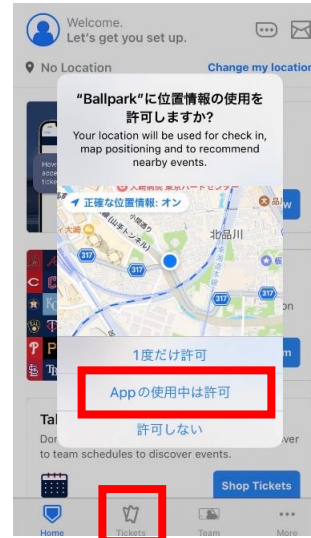 Welcome.
Let's get you set up.
No Location
Change my location
"Ballpark"に位置情報の使用を
許可しますか?
Your location will be used for check in,
map positioning and to recommend
nearby events.
正確な位置情報: オン
北品川
317
317
317
317
1度だけ許可
Appの使用中は許可
許可しない
to team schedules to discover events.
Shop Tickets
Home
Tickets
Team
More